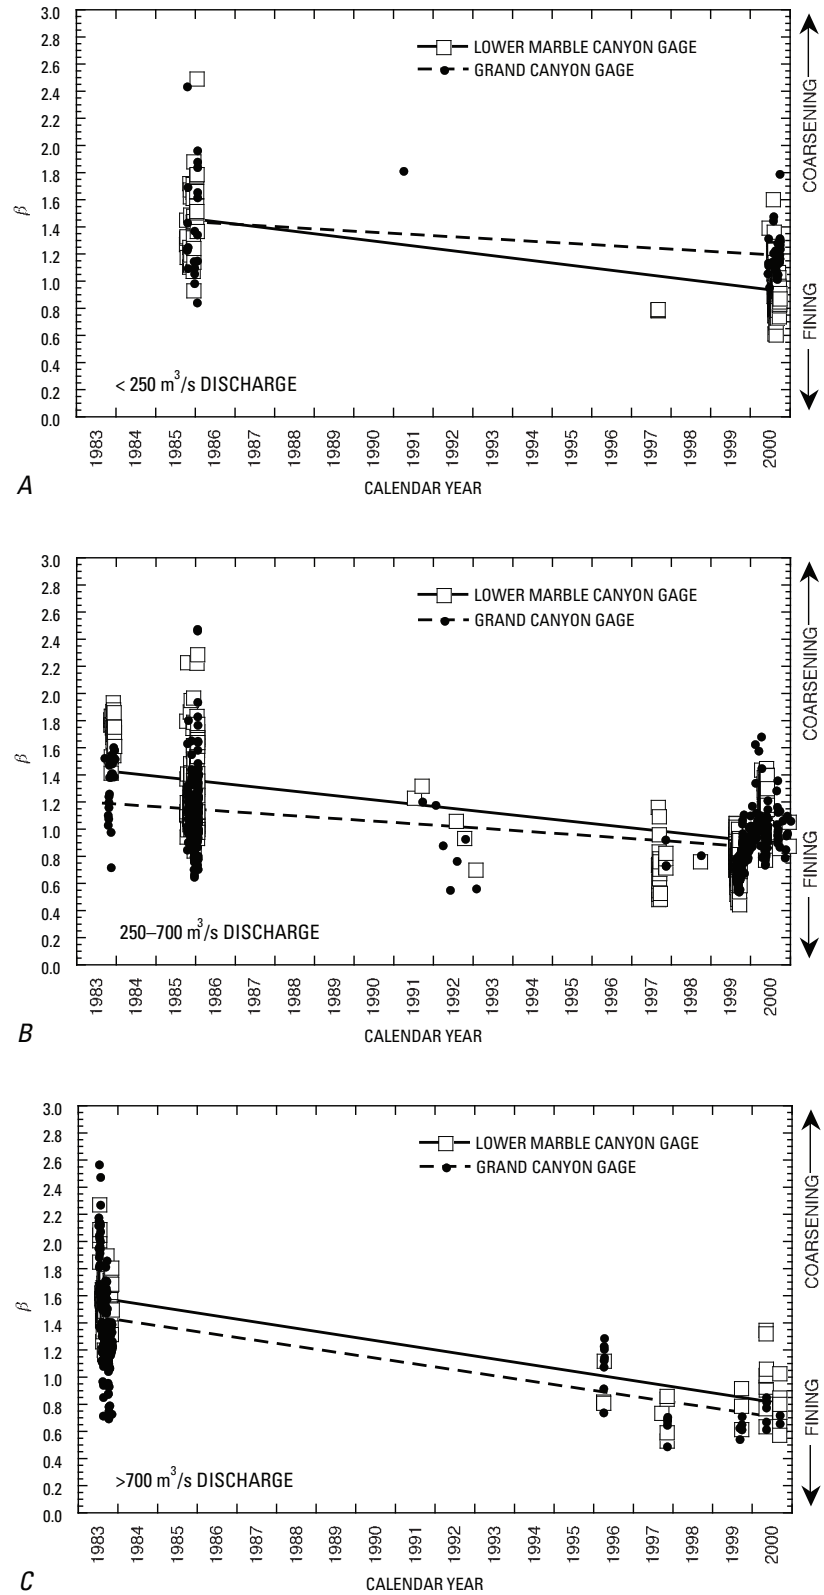 3.0
2.8
2.6
2.4
2.2
2.0
1.8
1.6
1.4
1.2
1.0
0.8
0.6
0.4
0.2
0.0
β
LOWER MARBLE CANYON GAGE
GRAND CANYON GAGE
COARSENING
FINING
< 250 m³/s DISCHARGE
1983 1984 1985 1986 1987 1988 1989 1990 1991 1992 1993 1994 1995 1996 1997 1998 1999 2000
A
CALENDAR YEAR
3.0
2.8
2.6
2.4
2.2
2.0
1.8
1.6
1.4
1.2
1.0
0.8
0.6
0.4
0.2
0.0
β
LOWER MARBLE CANYON GAGE
GRAND CANYON GAGE
COARSENING
FINING
250–700 m³/s DISCHARGE
1983 1984 1985 1986 1987 1988 1989 1990 1991 1992 1993 1994 1995 1996 1997 1998 1999 2000
B
CALENDAR YEAR
3.0
2.8
2.6
2.4
2.2
2.0
1.8
1.6
1.4
1.2
1.0
0.8
0.6
0.4
0.2
0.0
β
LOWER MARBLE CANYON GAGE
GRAND CANYON GAGE
COARSENING
FINING
>700 m³/s DISCHARGE
1983 1984 1985 1986 1987 1988 1989 1990 1991 1992 1993 1994 1995 1996 1997 1998 1999 2000
C
CALENDAR YEAR